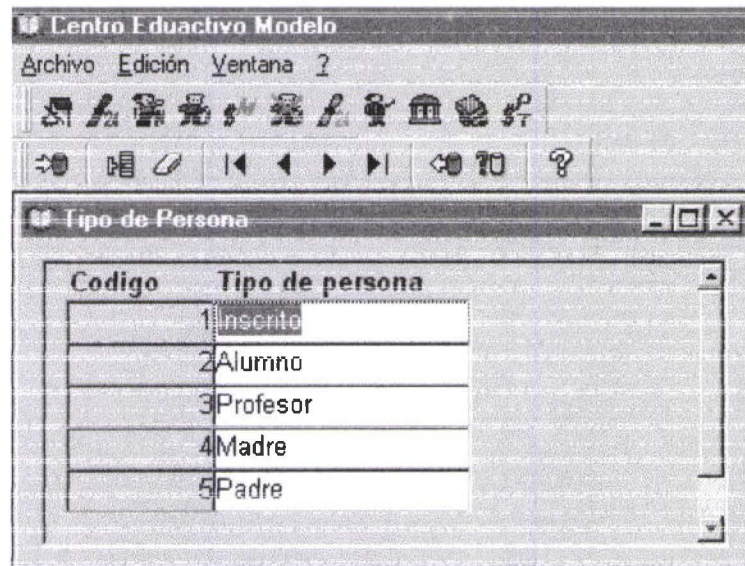 Centro Eduactivo Modelo
Archivo Edición Ventana ?
Tipo de Persona
Codigo Tipo de persona
1 Inscrito
2 Alumno
3 Profesor
4 Madre
5 Padre